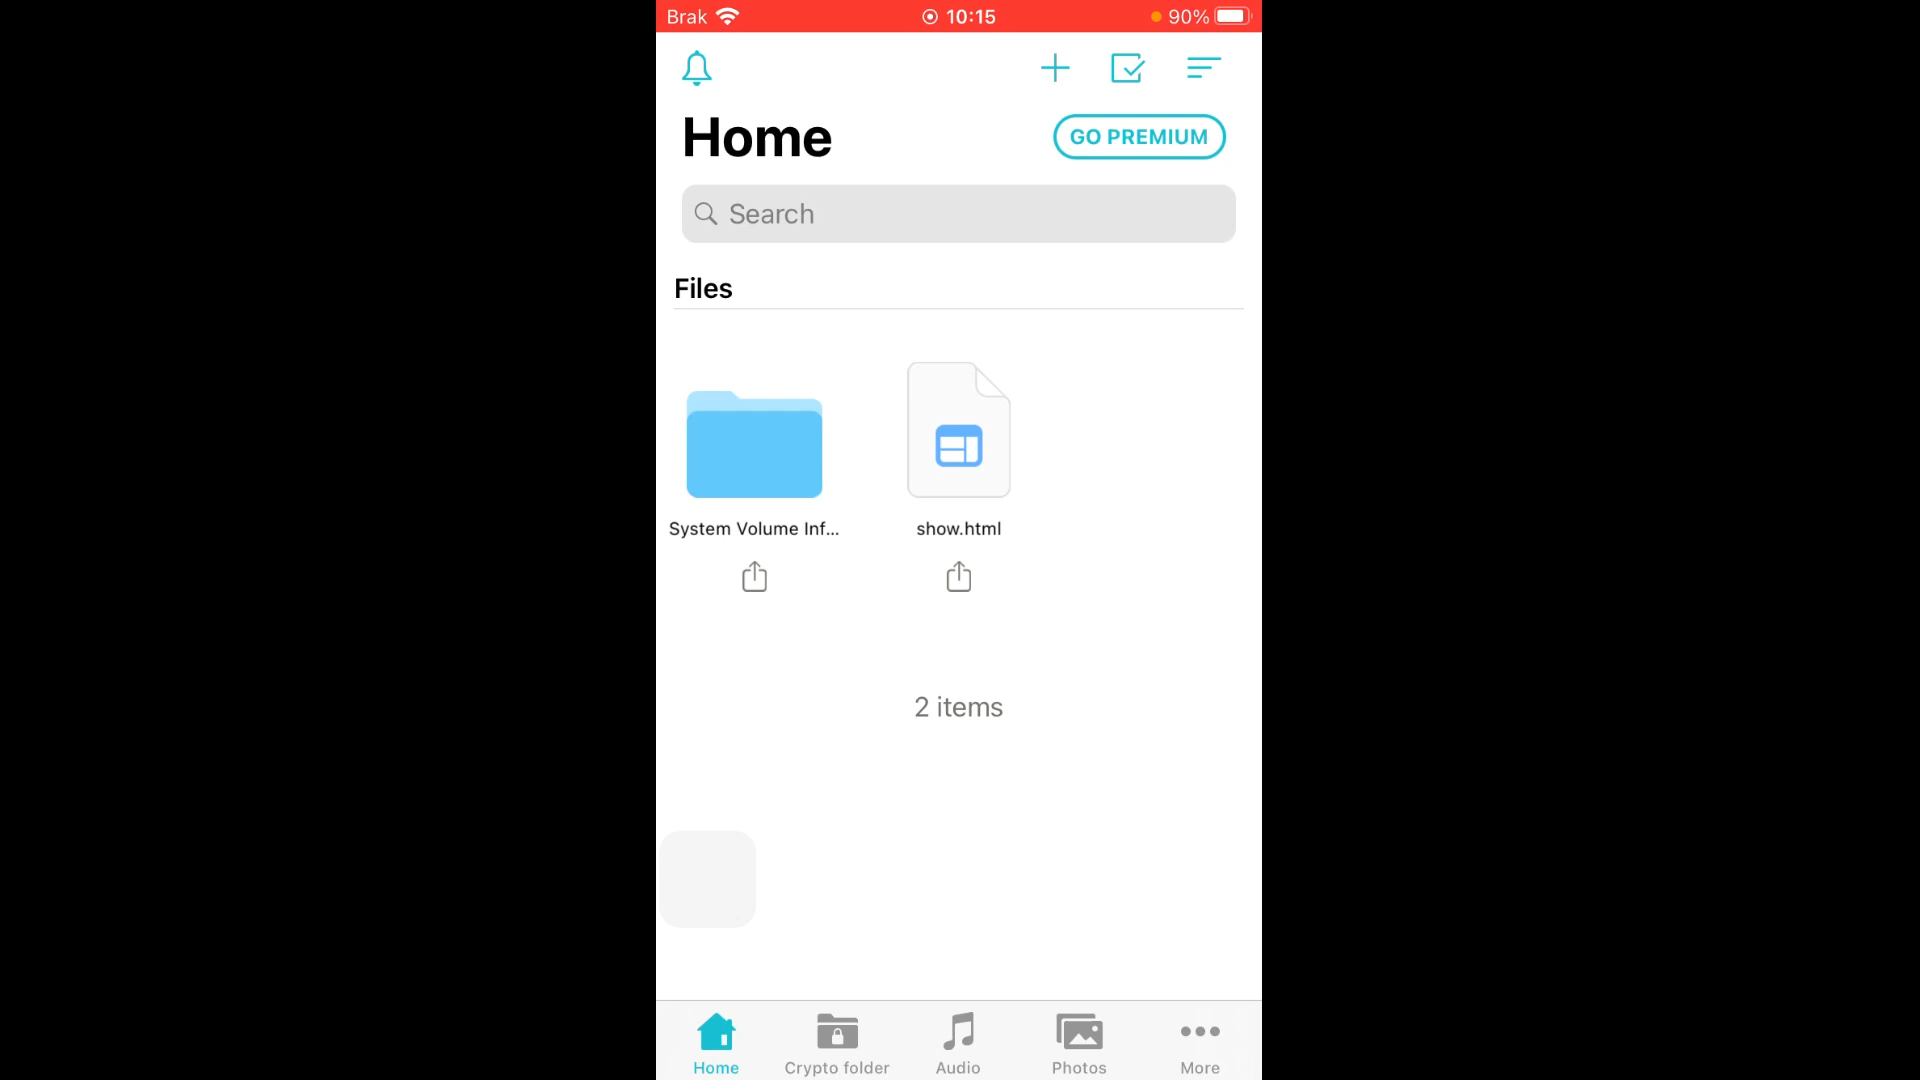 Brak 10:15 90%
Home GO PREMIUM
Search
Files
System Volume Inf... show.html
2 items
Home Crypto folder Audio Photos More